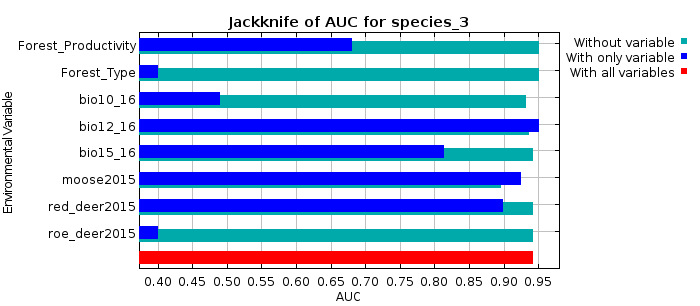 Jackknife of AUC for species_3
Environmental Variable
Forest_Productivity
Forest_Type
bio10_16
bio12_16
bio15_16
moose2015
red_deer2015
roe_deer2015
Without variable
With only variable
With all variables
0.40 0.45 0.50 0.55 0.60 0.65 0.70 0.75 0.80 0.85 0.90 0.95
AUC